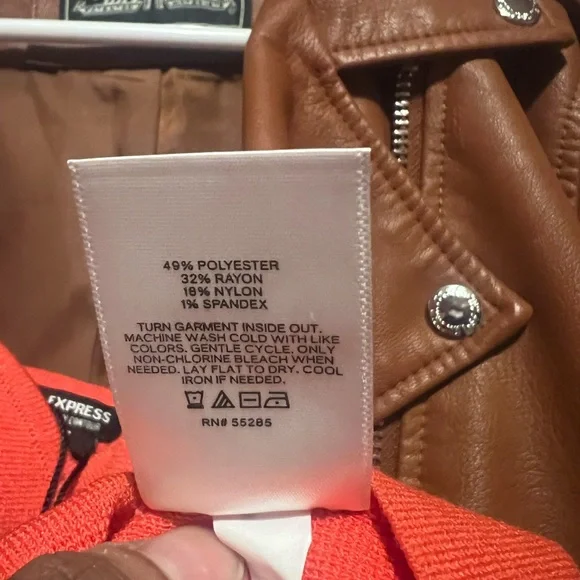 49% POLYESTER
32% RAYON
18% NYLON
1% SPANDEX
TURN GARMENT INSIDE OUT.
MACHINE WASH COLD WITH LIKE
COLORS. GENTLE CYCLE. ONLY
NON-CHLORINE BLEACH WHEN
NEEDED. LAY FLAT TO DRY. COOL
IRON IF NEEDED.
RN# 55285
EXPRESS
CONTOUR